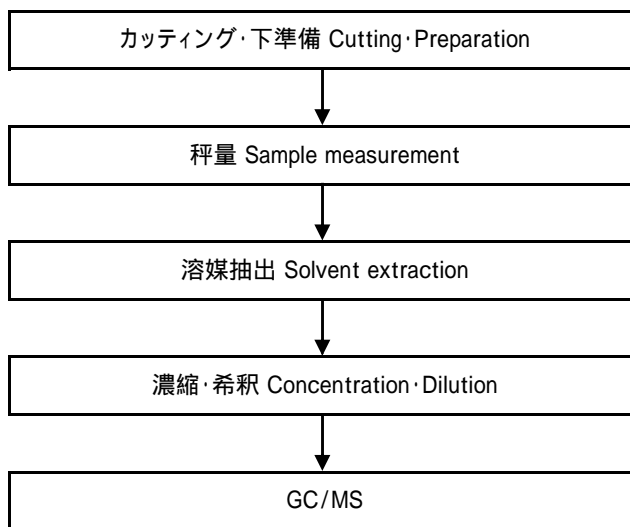 カッティング・下準備 Cutting・Preparation
秤量 Sample measurement
溶媒抽出 Solvent extraction
濃縮・希釈 Concentration・Dilution
GC/MS